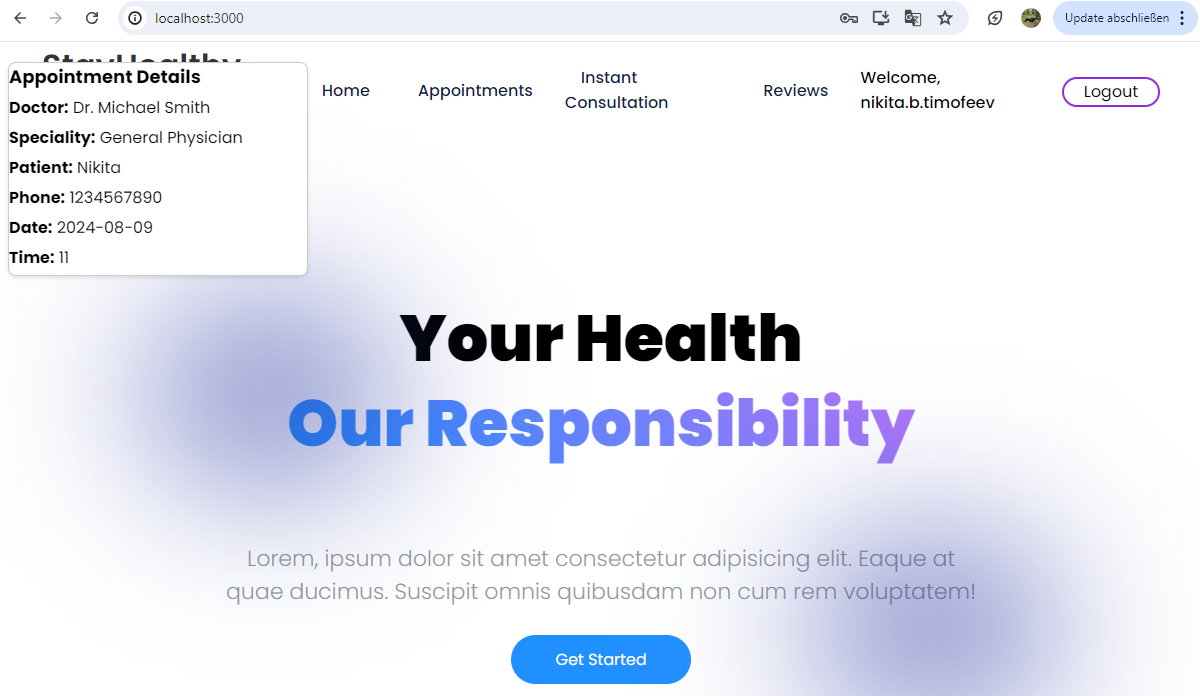 localhost:3000
Update abschließen
StayHealthy
Home
Appointments
Instant
Consultation
Reviews
Welcome,
nikita.b.timofeev
Logout
Appointment Details
Doctor: Dr. Michael Smith
Speciality: General Physician
Patient: Nikita
Phone: 1234567890
Date: 2024-08-09
Time: 11
Your Health
Our Responsibility
Lorem, ipsum dolor sit amet consectetur adipisicing elit. Eaque at
quae ducimus. Suscipit omnis quibusdam non cum rem voluptatem!
Get Started